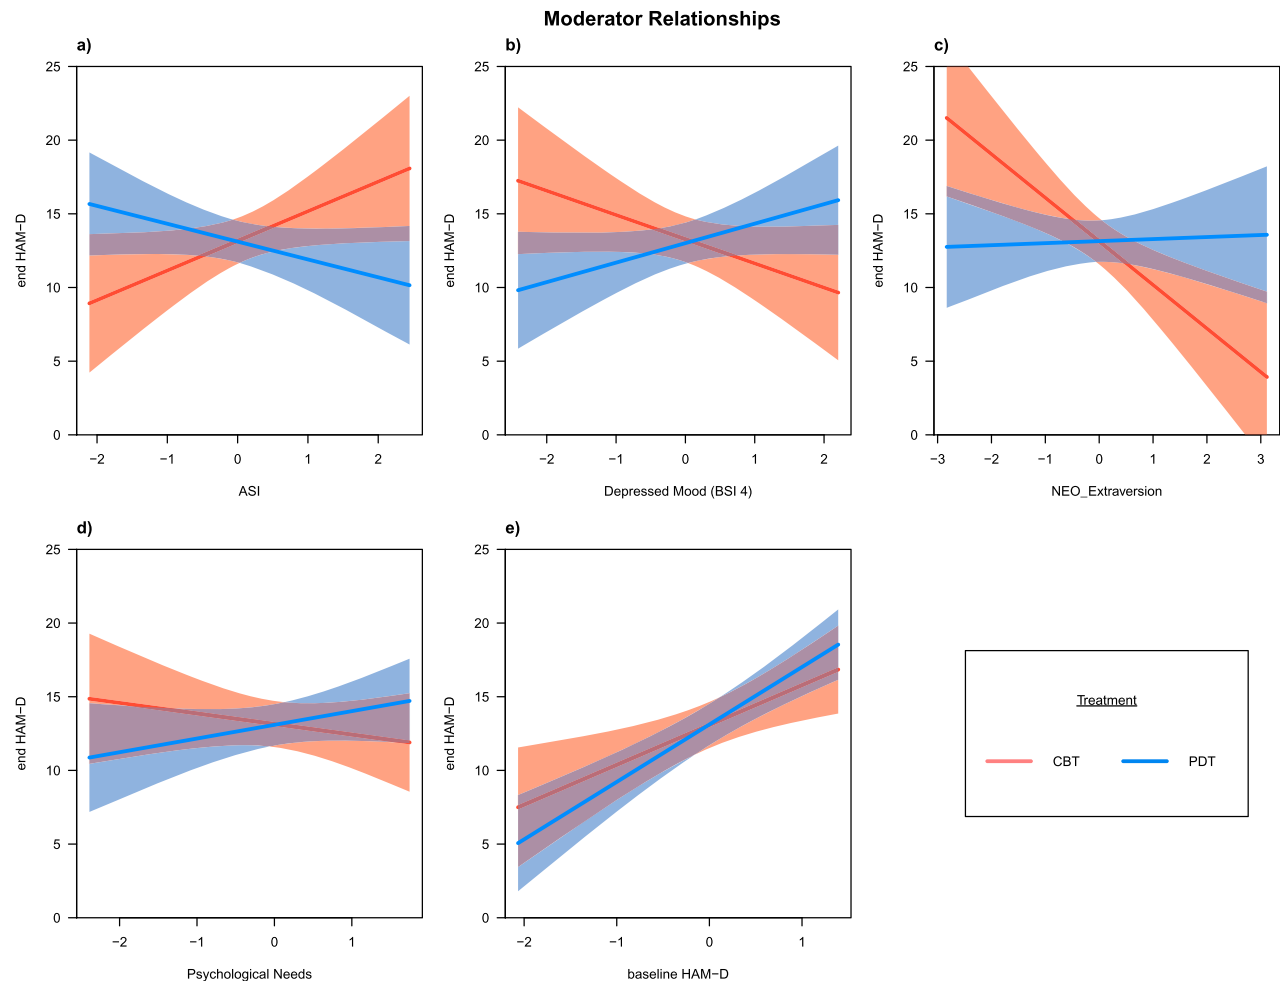 Moderator Relationships
a)
25
20
15
10
5
0
end HAM−D
−2 −1 0 1 2
ASI
b)
25
20
15
10
5
0
end HAM−D
−2 −1 0 1 2
Depressed Mood (BSI 4)
c)
25
20
15
10
5
0
end HAM−D
−3 −2 −1 0 1 2 3
NEO_Extraversion
d)
25
20
15
10
5
0
end HAM−D
−2 −1 0 1
Psychological Needs
e)
25
20
15
10
5
0
end HAM−D
−2 −1 0 1
baseline HAM−D
Treatment
CBT PDT